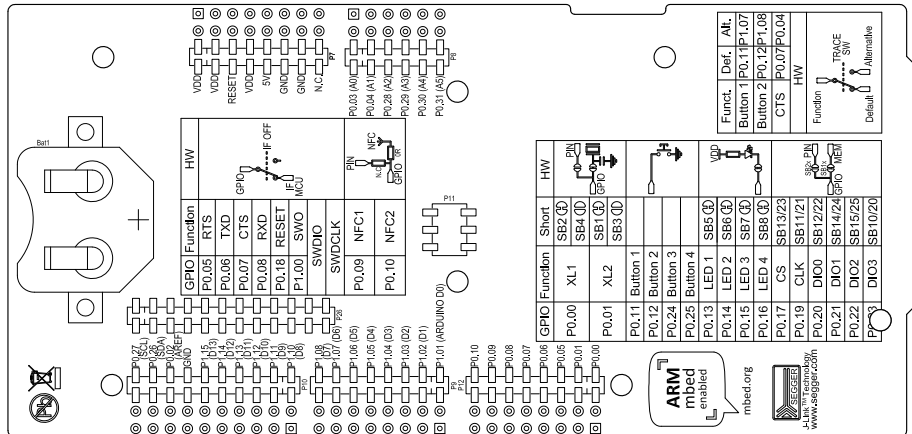 VDD
VDD
RESET
VDD
5V
GND
GND
N.C.
P7
P0.03 (A0)
P0.04 (A1)
P0.28 (A2)
P0.29 (A3)
P0.30 (A4)
P0.31 (A5)
P8
Funct. Def. Alt.
Button 1 P0.11 P1.07
Button 2 P0.12 P1.08
CTS P0.07 P0.04
HW
Function
TRACE
SW
Default
Alternative
Bat1
GPIO Function HW
P0.05 RTS
P0.06 TXD
P0.07 CTS
P0.08 RXD
P0.18 RESET
P1.00 SWO
SWDIO
SWDCLK
P0.09 NFC1
P0.10 NFC2
GPIO
IF OFF
IF
MCU
PIN
NFC
N.C.
0R
GPIO
P11
GPIO Function Short HW
P0.00 XL1 SB2
SB4
P0.01 XL2 SB1
SB3
P0.11 Button 1
P0.12 Button 2
P0.24 Button 3
P0.25 Button 4
P0.13 LED 1 SB5
P0.14 LED 2 SB6
P0.15 LED 3 SB7
P0.16 LED 4 SB8
P0.17 CS SB13/23
P0.19 CLK SB11/21
P0.20 DIO0 SB12/22
P0.21 DIO1 SB14/24
P0.22 DIO2 SB15/25
DIO3 SB10/20
PIN
GPIO
VDD
SB2x PIN
SB1x
GPIO MEM
P26
P0.27
(SCL)
P0.26
(SDA)
P0.02
(AREF)
GND
P1.15
(D13)
P1.14
(D12)
P1.13
(D11)
P1.12
(D10)
P1.11
(D9)
P1.10
(D8)
P10
P1.08
(D7)
P1.07 (D6)
P1.06 (D5)
P1.05 (D4)
P1.04 (D3)
P1.03 (D2)
P1.02 (D1)
P1.01 (ARDUINO D0)
P9
P12
P0.10
P0.09
P0.08
P0.07
P0.06
P0.05
P0.01
P0.00
Pb
ARM
mbed
enabled
mbed.org
SEGGER
J-Link™ Technology
www.segger.com